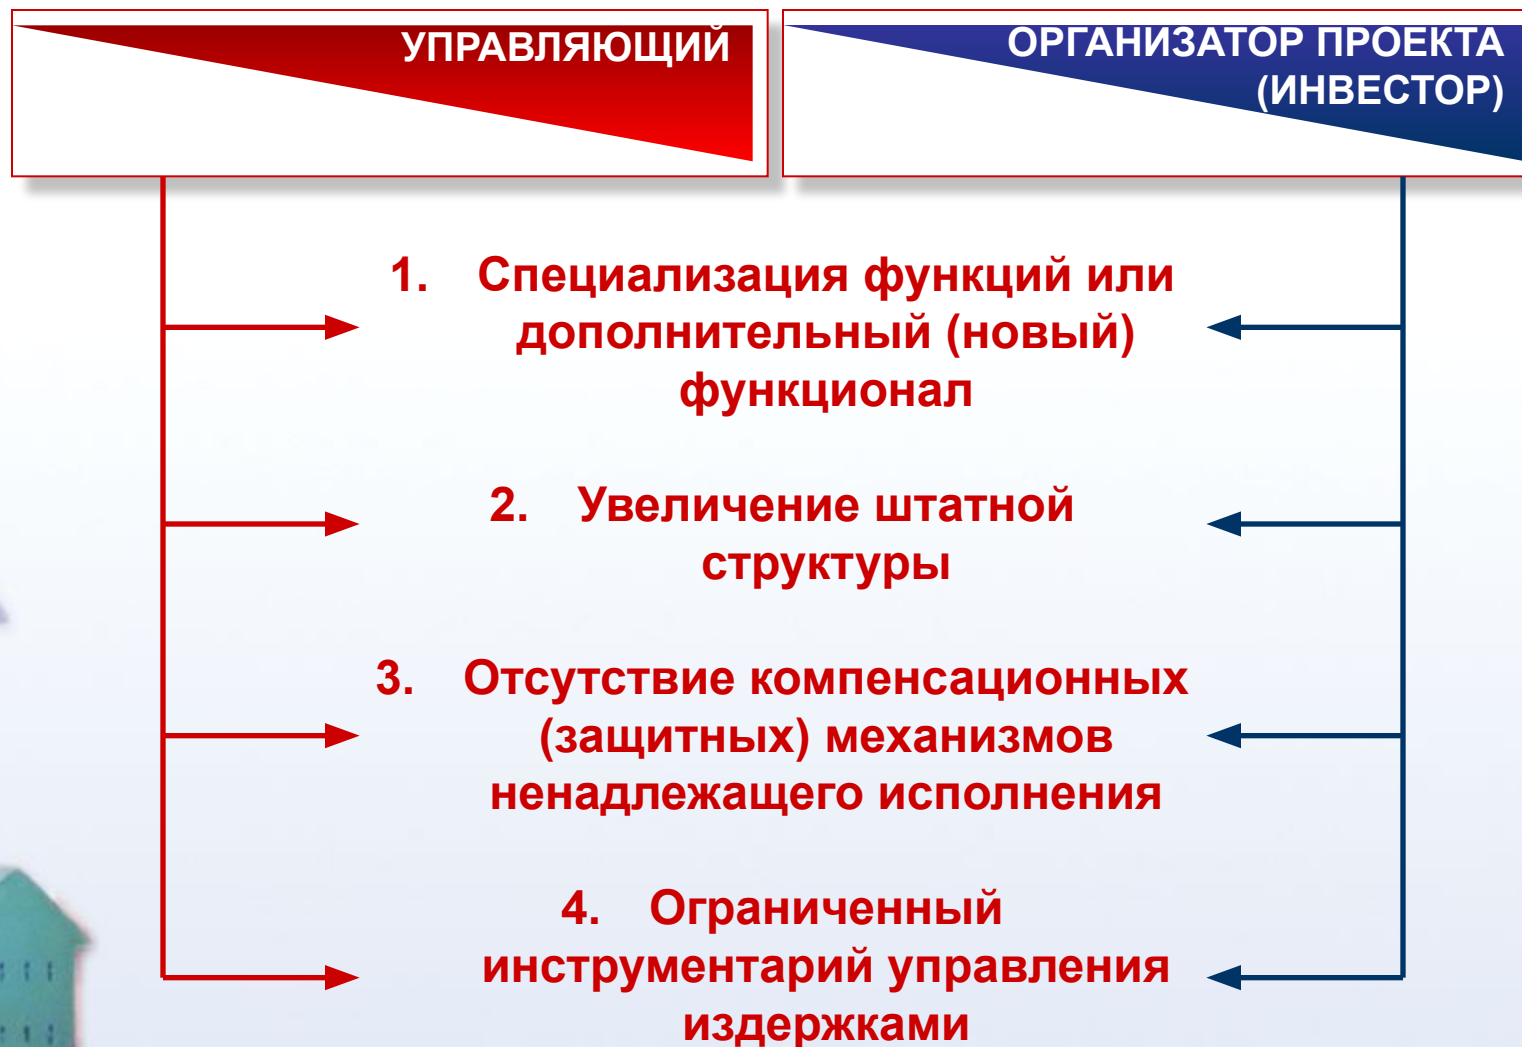 УПРАВЛЯЮЩИЙ
ОРГАНИЗАТОР ПРОЕКТА
(ИНВЕСТОР)
1. Специализация функций или
дополнительный (новый)
функционал
2. Увеличение штатной
структуры
3. Отсутствие компенсационных
(защитных) механизмов
ненадлежащего исполнения
4. Ограниченный
инструментарий управления
издержками